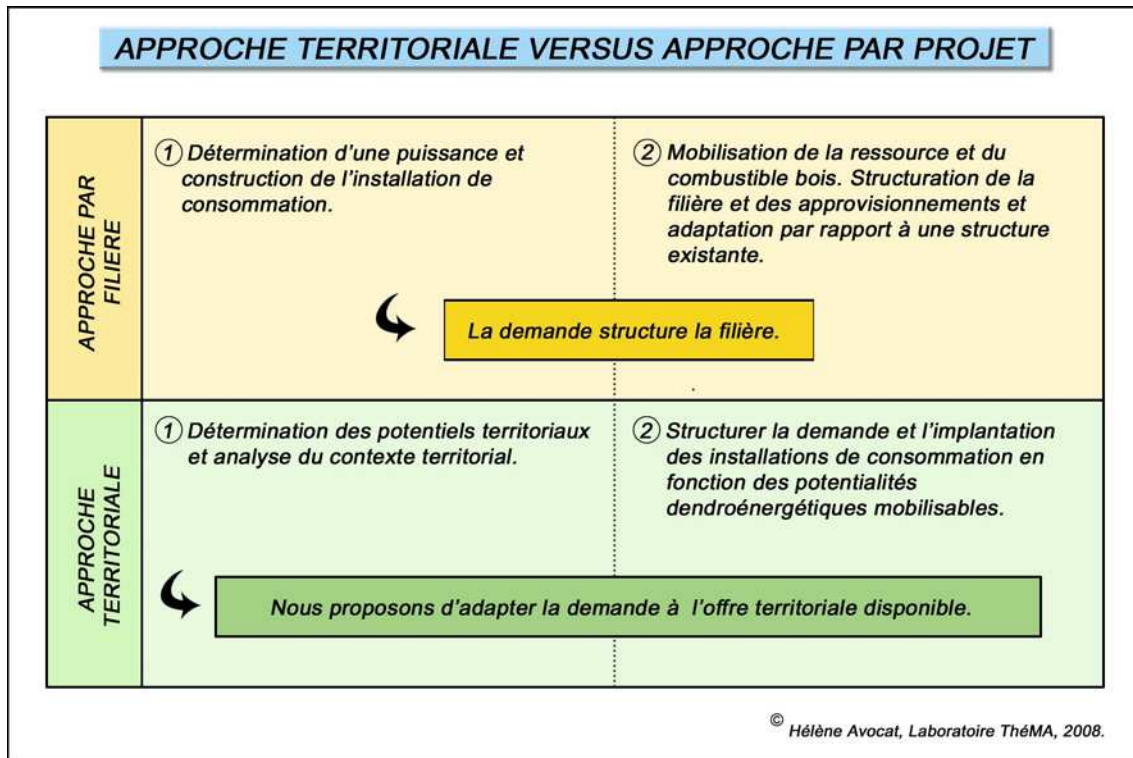 APPROCHE TERRITORIALE VERSUS APPROCHE PAR PROJET
APPROCHE PAR
FILIERE
① Détermination d'une puissance et
construction de l'installation de
consommation.
② Mobilisation de la ressource et du
combustible bois. Structuration de la
filière et des approvisionnements et
adaptation par rapport à une structure
existante.
La demande structure la filière.
APPROCHE
TERRITORIALE
① Détermination des potentiels territoriaux
et analyse du contexte territorial.
② Structurer la demande et l'implantation
des installations de consommation en
fonction des potentialités
dendroénergétiques mobilisables.
Nous proposons d'adapter la demande à l'offre territoriale disponible.
© Hélène Avocat, Laboratoire ThéMA, 2008.